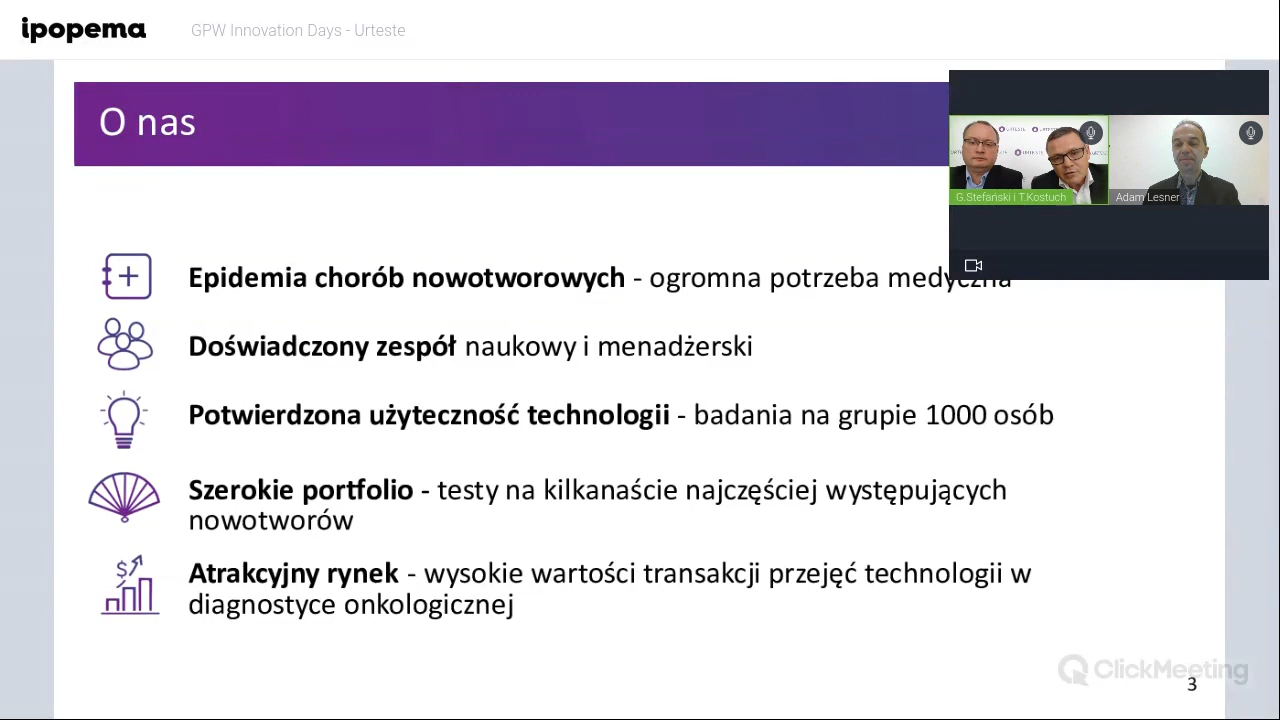 ipopema
GPW Innovation Days - Urteste
O nas
URTESTE
G.Stefański i T.Kostuch
Adam Lesner
Epidemia chorób nowotworowych - ogromna potrzeba medyczna
Doświadczony zespół naukowy i menadżerski
Potwierdzona użyteczność technologii - badania na grupie 1000 osób
Szerokie portfolio - testy na kilkanaście najczęściej występujących
nowotworów
Atrakcyjny rynek - wysokie wartości transakcji przejęć technologii w
diagnostyce onkologicznej
ClickMeeting
3